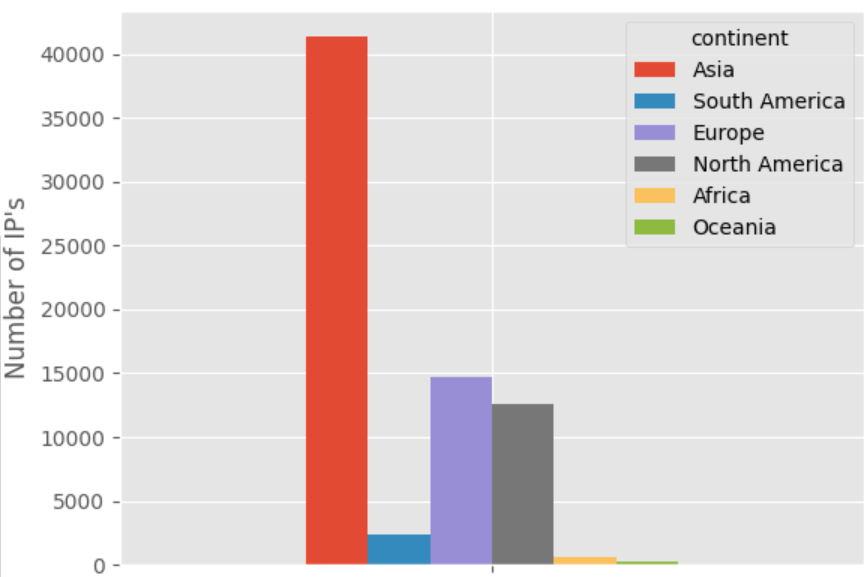 Number of IP's
40000
35000
30000
25000
20000
15000
10000
5000
0
continent
Asia
South America
Europe
North America
Africa
Oceania